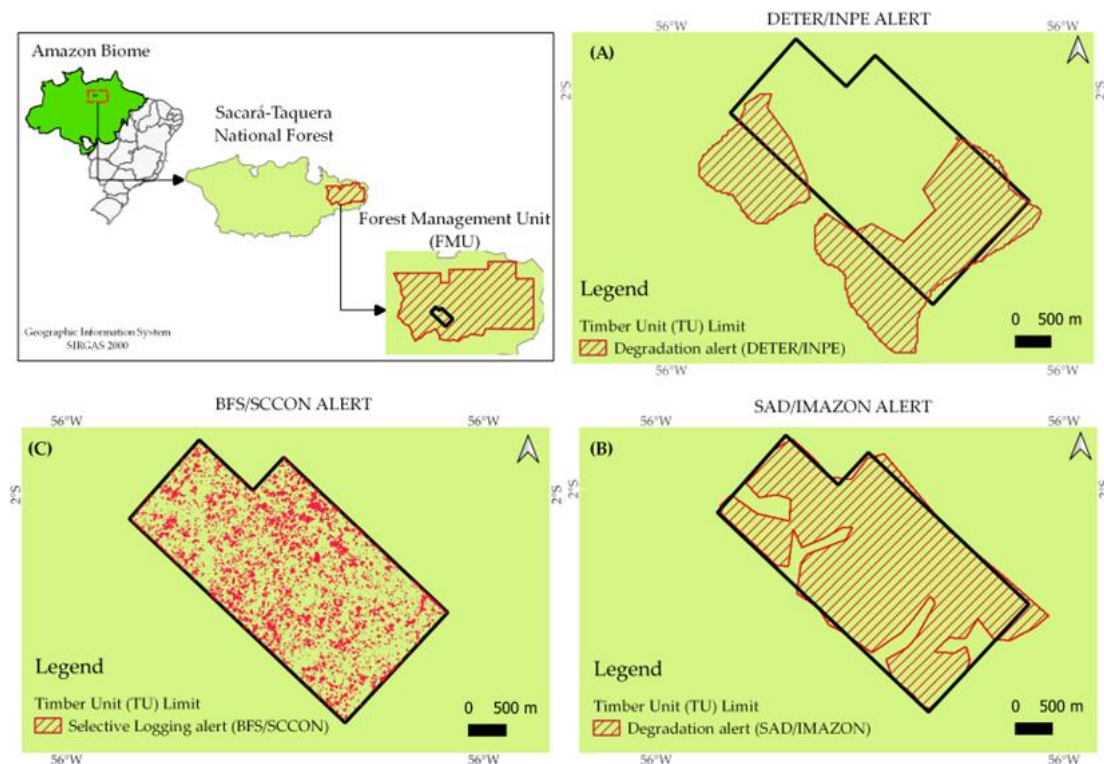 Amazon Biome
Sacará-Taquera
National Forest
Forest Management Unit
(FMU)
Geographic Information System
SIRGAS 2000
DETER/INPE ALERT
56°W
56°W
(A)
2°S
2°S
Legend
Timber Unit (TU) Limit
0 500 m
Degradation alert (DETER/INPE)
56°W
56°W
BFS/SCCON ALERT
56°W
56°W
(C)
2°S
Legend
Timber Unit (TU) Limit
0 500 m
Selective Logging alert (BFS/SCCON)
56°W
56°W
SAD/IMAZON ALERT
56°W
56°W
(B)
2°S
2°S
Legend
Timber Unit (TU) Limit
0 500 m
Degradation alert (SAD/IMAZON)
56°W
56°W